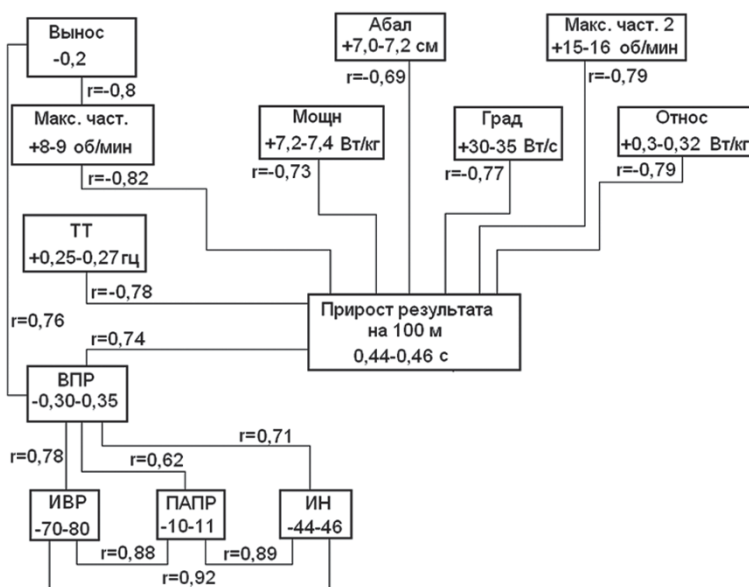 Вынос
-0,2
r=-0,8
Макс. част.
+8-9 об/мин
r=-0,82
Абал
+7,0-7,2 см
r=-0,69
Макс. част. 2
+15-16 об/мин
r=-0,79
Мощн
+7,2-7,4 Вт/кг
r=-0,73
Град
+30-35 Вт/с
r=-0,77
Относ
+0,3-0,32 Вт/кг
r=-0,79
ТТ
+0,25-0,27гц
r=-0,78
r=0,76
Прирост результата
на 100 м
0,44-0,46 с
r=0,74
ВПР
-0,30-0,35
r=0,78
r=0,62
r=0,71
ИВР
-70-80
ПАПР
-10-11
ИН
-44-46
r=0,88
r=0,89
r=0,92